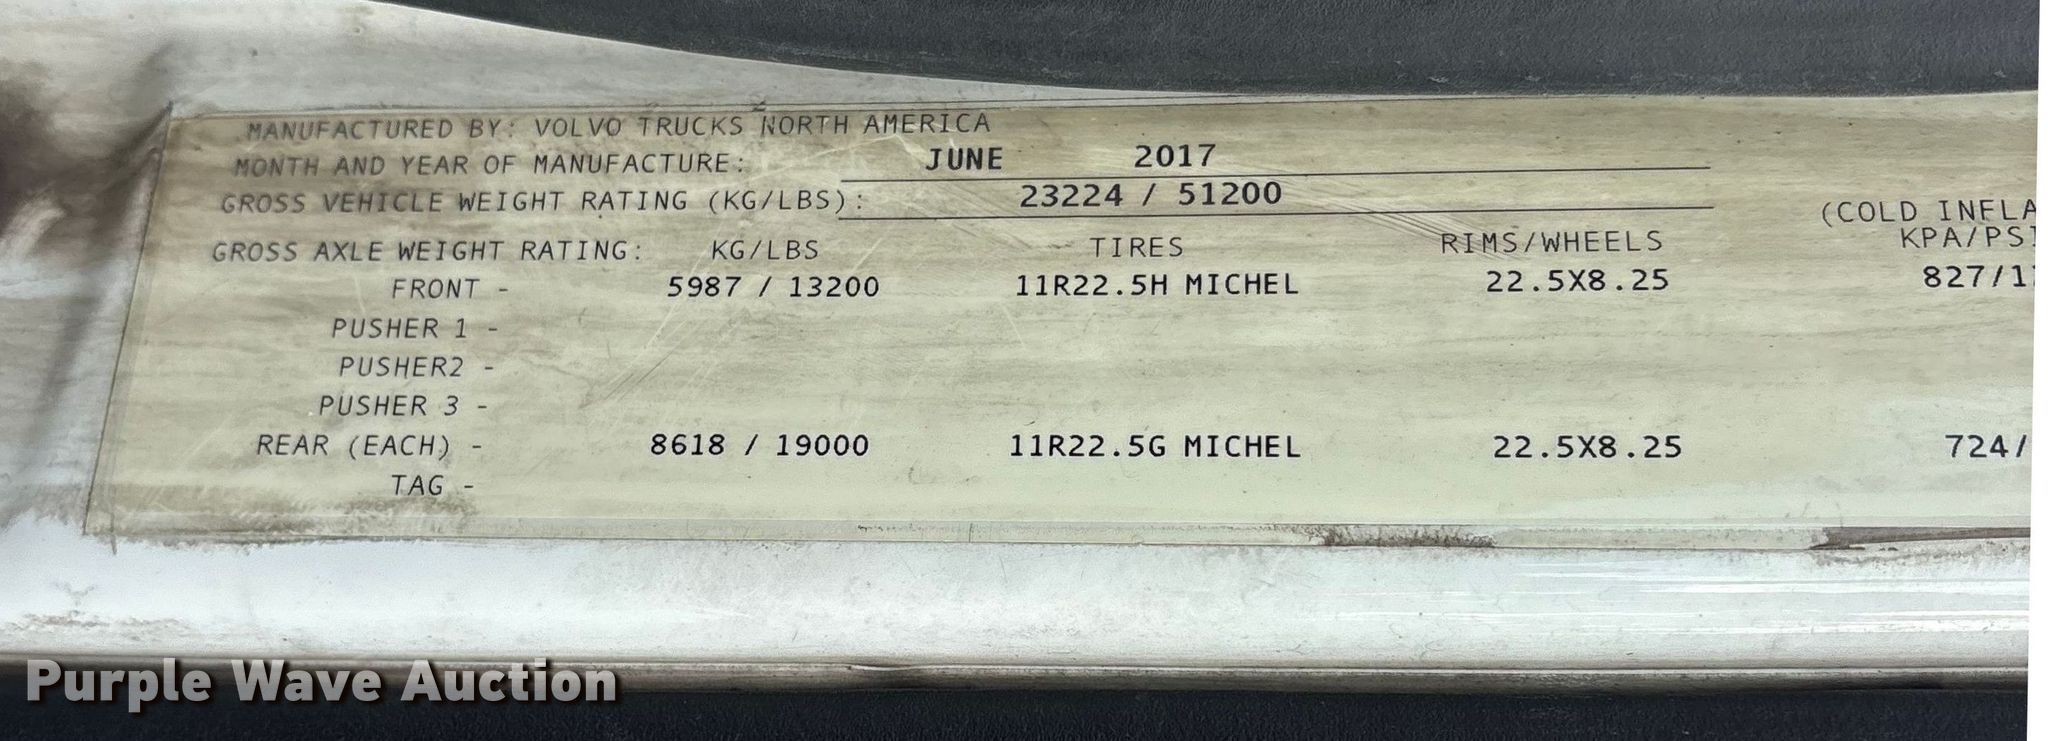 MANUFACTURED BY: VOLVO TRUCKS NORTH AMERICA
MONTH AND YEAR OF MANUFACTURE: JUNE 2017
GROSS VEHICLE WEIGHT RATING (KG/LBS): 23224 / 51200
(COLD INFLA
GROSS AXLE WEIGHT RATING: KG/LBS TIRES RIMS/WHEELS KPA/PSI
FRONT - 5987 / 13200 11R22.5H MICHEL 22.5X8.25 827/1
PUSHER 1 -
PUSHER2 -
PUSHER 3 -
REAR (EACH) - 8618 / 19000 11R22.5G MICHEL 22.5X8.25 724/
TAG -
Purple Wave Auction